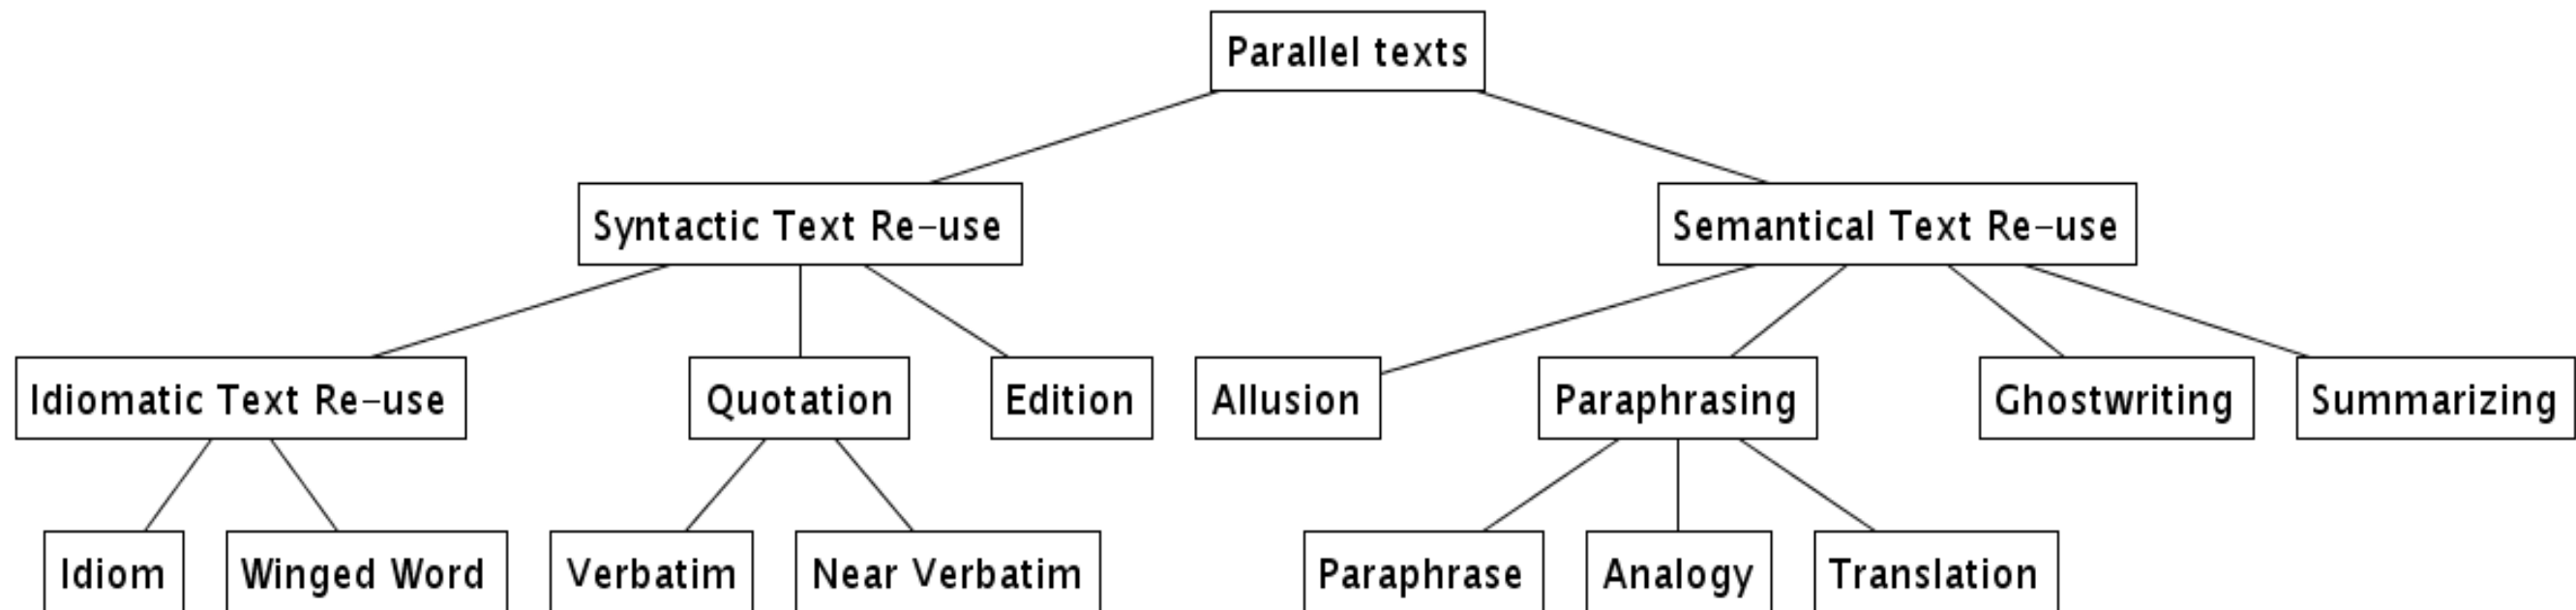 Parallel texts
Syntactic Text Re-use
Semantical Text Re-use
Idiomatic Text Re-use
Quotation
Edition
Allusion
Paraphrasing
Ghostwriting
Summarizing
Idiom
Winged Word
Verbatim
Near Verbatim
Paraphrase
Analogy
Translation